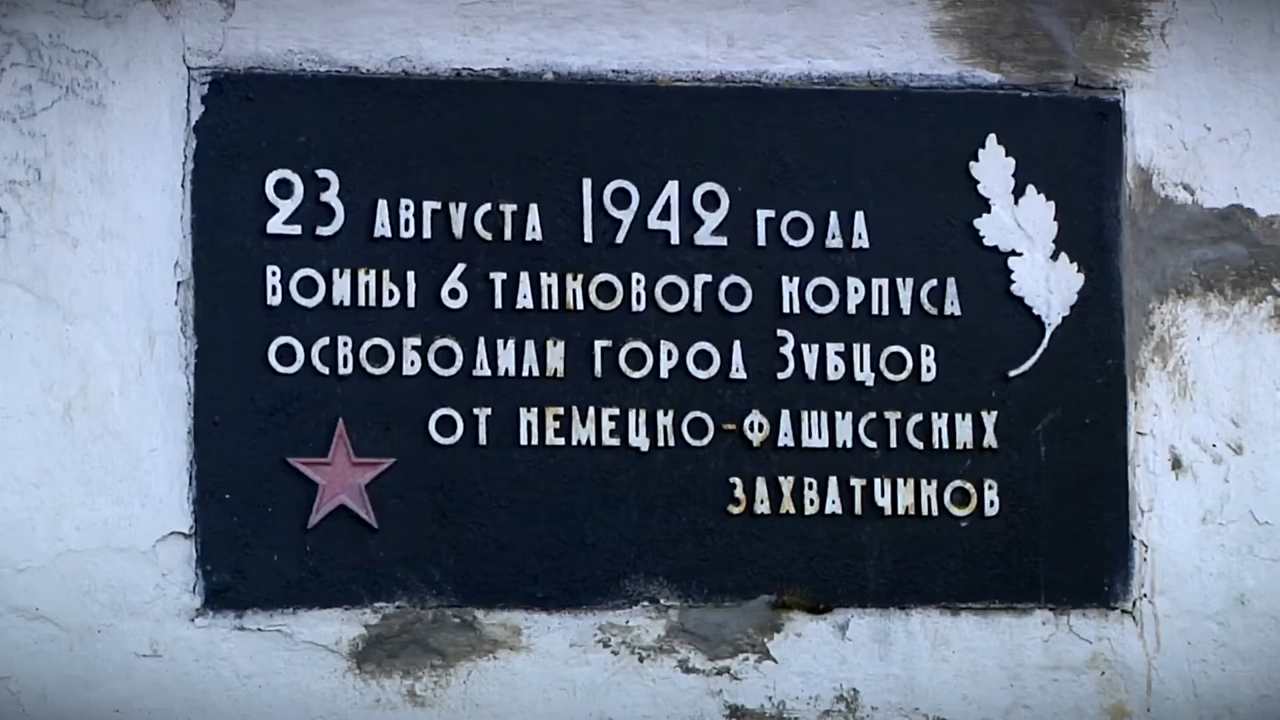 23 АВГУСТА 1942 ГОДА
ВОИНЫ 6 ТАНКОВОГО КОРПУСА
ОСВОБОДИЛИ ГОРОД ЗУБЦОВ
ОТ НЕМЕЦКО-ФАШИСТСКИХ
ЗАХВАТЧИКОВ